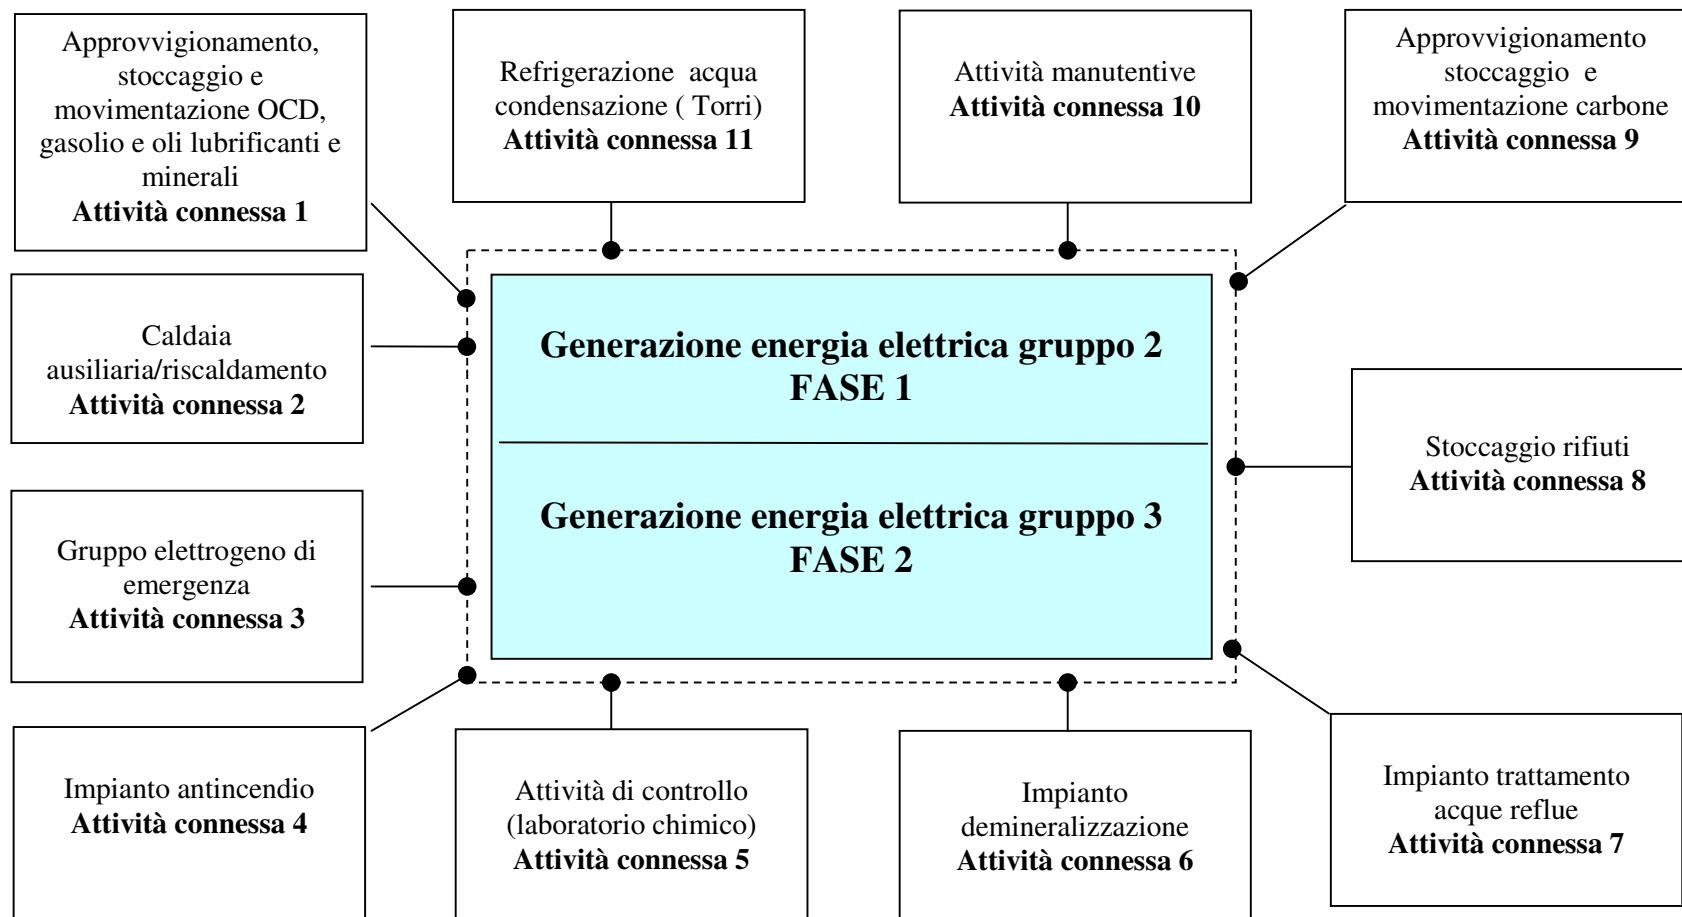 Approvvigionamento,
stoccaggio e
movimentazione OCD,
gasolio e oli lubrificanti e
minerali
Attività connessa 1
Refrigerazione acqua
condensazione ( Torri)
Attività connessa 11
Attività manutentive
Attività connessa 10
Approvvigionamento
stoccaggio e
movimentazione carbone
Attività connessa 9
Caldaia
ausiliaria/riscaldamento
Attività connessa 2
Generazione energia elettrica gruppo 2
FASE 1
Generazione energia elettrica gruppo 3
FASE 2
Stoccaggio rifiuti
Attività connessa 8
Gruppo elettrogeno di
emergenza
Attività connessa 3
Impianto antincendio
Attività connessa 4
Attività di controllo
(laboratorio chimico)
Attività connessa 5
Impianto
demineralizzazione
Attività connessa 6
Impianto trattamento
acque reflue
Attività connessa 7